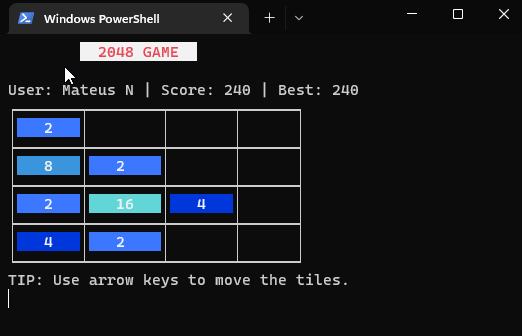 Windows PowerShell
2048 GAME
User: Mateus N | Score: 240 | Best: 240
2
8 2
2 16 4
4 2
TIP: Use arrow keys to move the tiles.